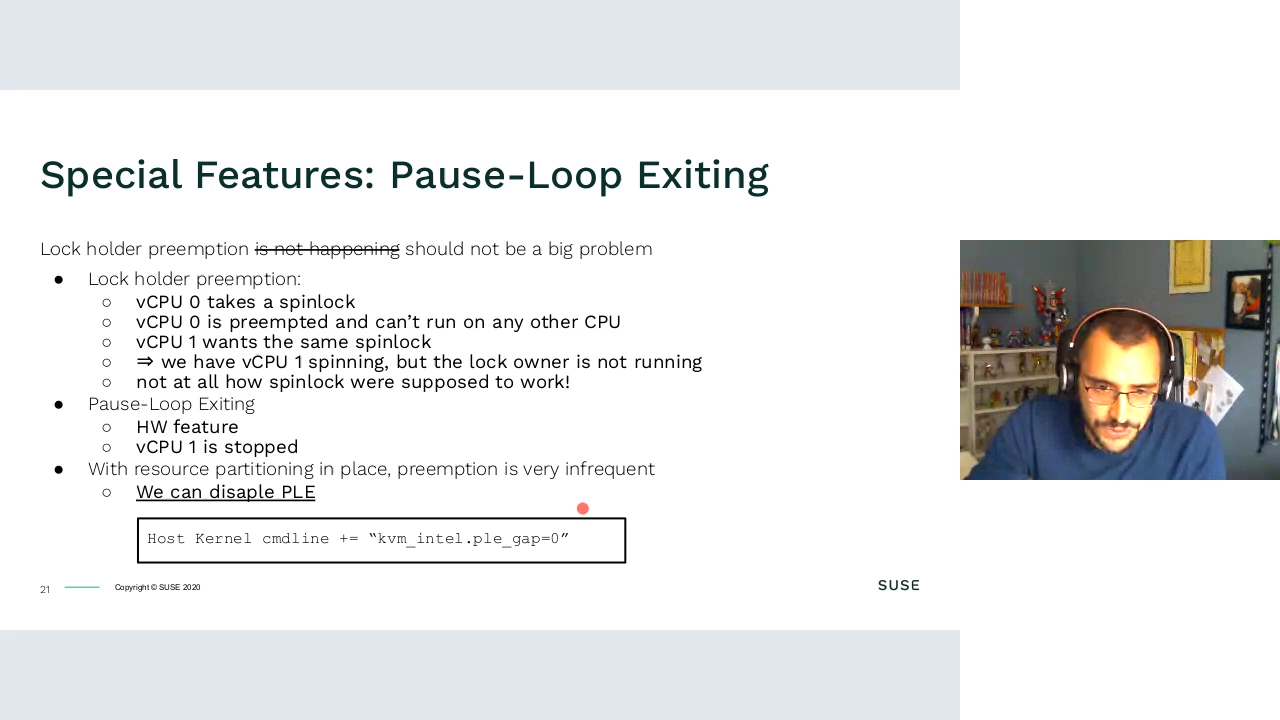 Special Features: Pause-Loop Exiting
Lock holder preemption is not happening should not be a big problem
● Lock holder preemption:
○ vCPU 0 takes a spinlock
○ vCPU 0 is preempted and can’t run on any other CPU
○ vCPU 1 wants the same spinlock
○ ⇒ we have vCPU 1 spinning, but the lock owner is not running
○ not at all how spinlock were supposed to work!
● Pause-Loop Exiting
○ HW feature
○ vCPU 1 is stopped
● With resource partitioning in place, preemption is very infrequent
○ We can disaple PLE
Host Kernel cmdline += “kvm_intel.ple_gap=0”
21 Copyright © SUSE 2020 SUSE